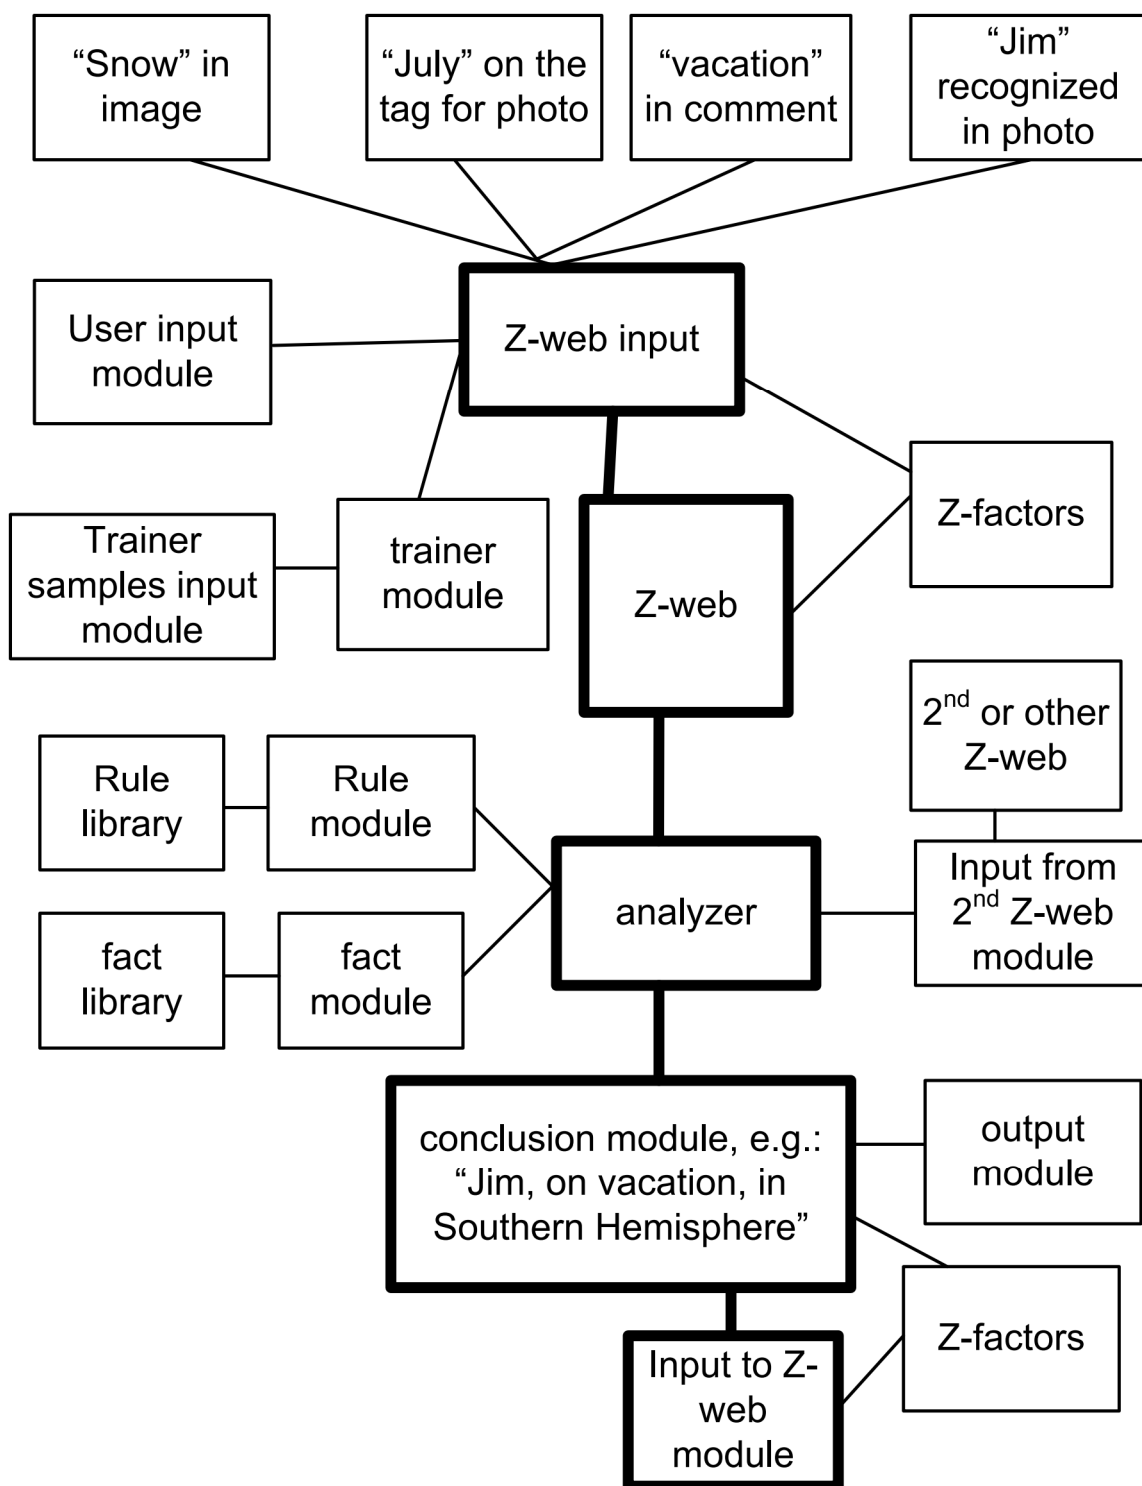 “Snow” in
image
“July” on the
tag for photo
“vacation”
in comment
“Jim”
recognized
in photo
User input
module
Z-web input
Z-factors
Trainer
samples input
module
trainer
module
Z-web
2nd or other
Z-web
Rule
library
Rule
module
analyzer
Input from
2nd Z-web
module
fact
library
fact
module
conclusion module, e.g.:
“Jim, on vacation, in
Southern Hemisphere”
output
module
Z-factors
Input to Z-
web
module